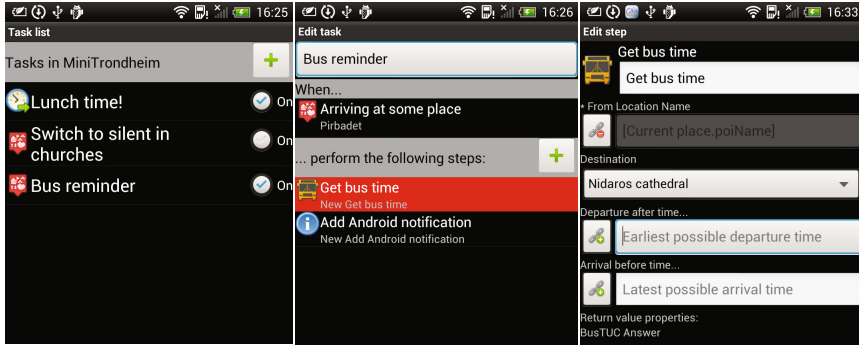 16:25
Task list
Tasks in MiniTrondheim
Lunch time!
On
Switch to silent in
churches
On
Bus reminder
On
16:26
Edit task
Bus reminder
When...
Arriving at some place
Pirbadet
... perform the following steps:
Get bus time
New Get bus time
Add Android notification
New Add Android notification
16:33
Edit step
Get bus time
Get bus time
* From Location Name
[Current place.poiName]
Destination
Nidaros cathedral
Departure after time...
Earliest possible departure time
Arrival before time...
Latest possible arrival time
Return value properties:
BusTUC Answer